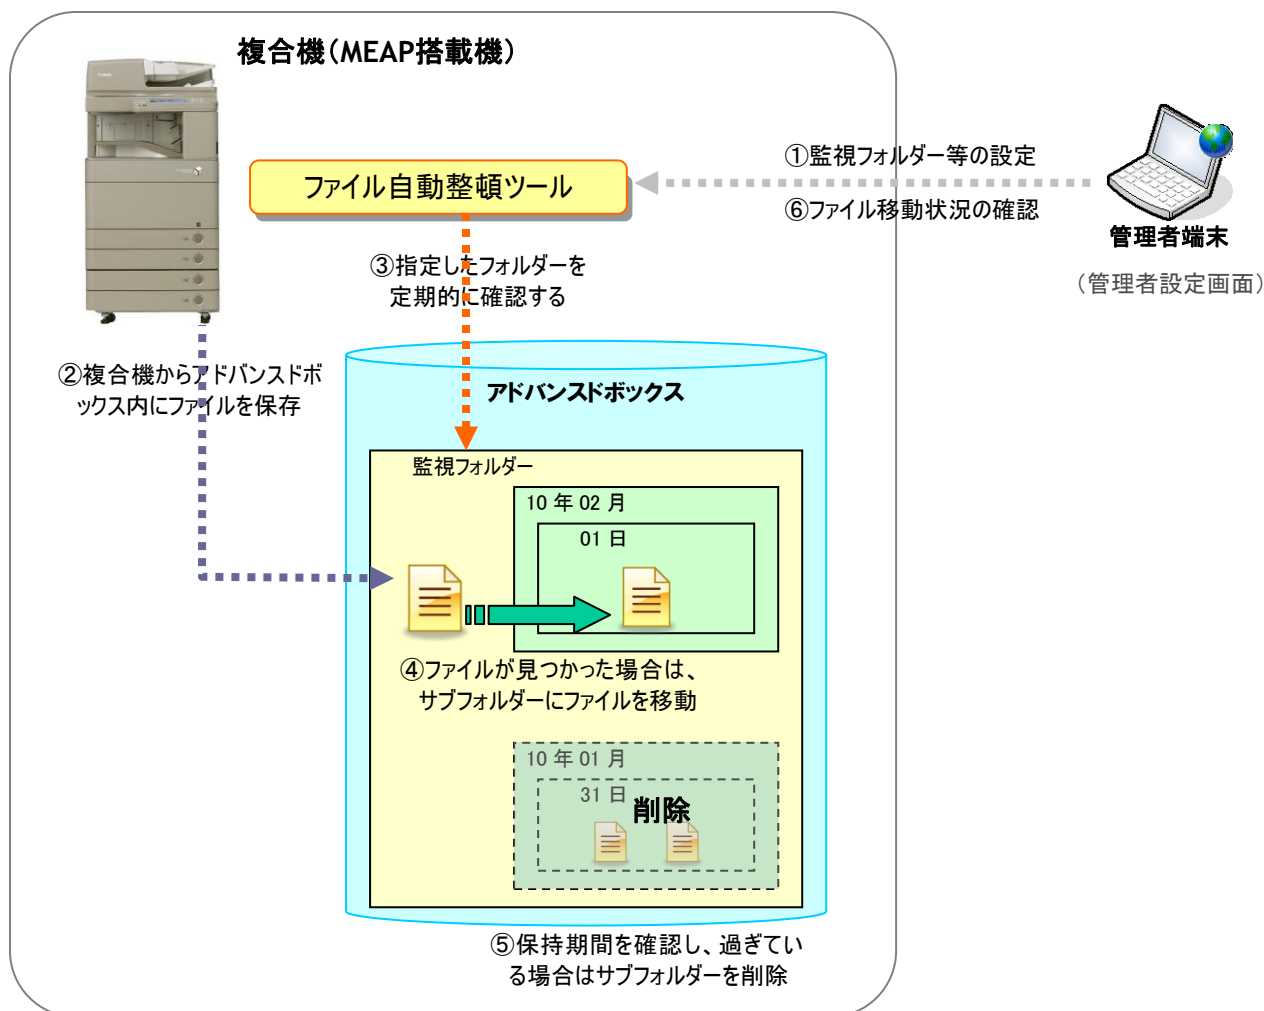 複合機（MEAP搭載機）
①監視フォルダー等の設定
ファイル自動整頓ツール
⑥ファイル移動状況の確認
管理者端末
（管理者設定画面）
③指定したフォルダーを
定期的に確認する
②複合機からアドバンスドボ
ックス内にファイルを保存
アドバンスドボックス
監視フォルダー
10 年 02 月
01 日
④ファイルが見つかった場合は、
サブフォルダーにファイルを移動
10 年 01 月
31 日
削除
⑤保持期間を確認し、過ぎてい
る場合はサブフォルダーを削除